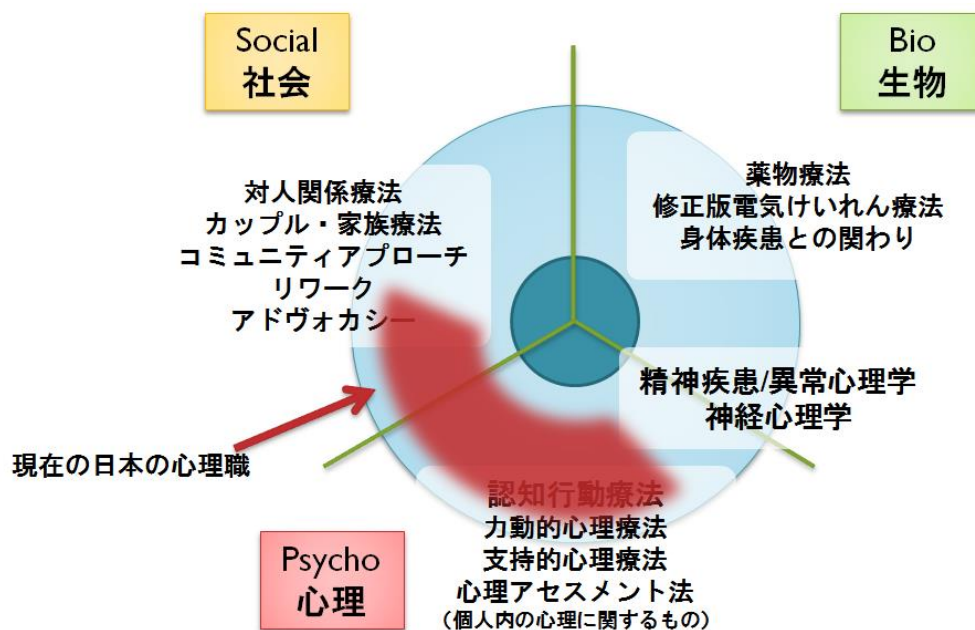 Social
社会
Bio
生物
対人関係療法
カップル・家族療法
コミュニティアプローチ
リワーク
アドヴォカシー
薬物療法
修正版電気けいれん療法
身体疾患との関わり
精神疾患/異常心理学
神経心理学
現在の日本の心理職
認知行動療法
力動的心理療法
支持的心理療法
心理アセスメント法
（個人内の心理に関するもの）
Psycho
心理